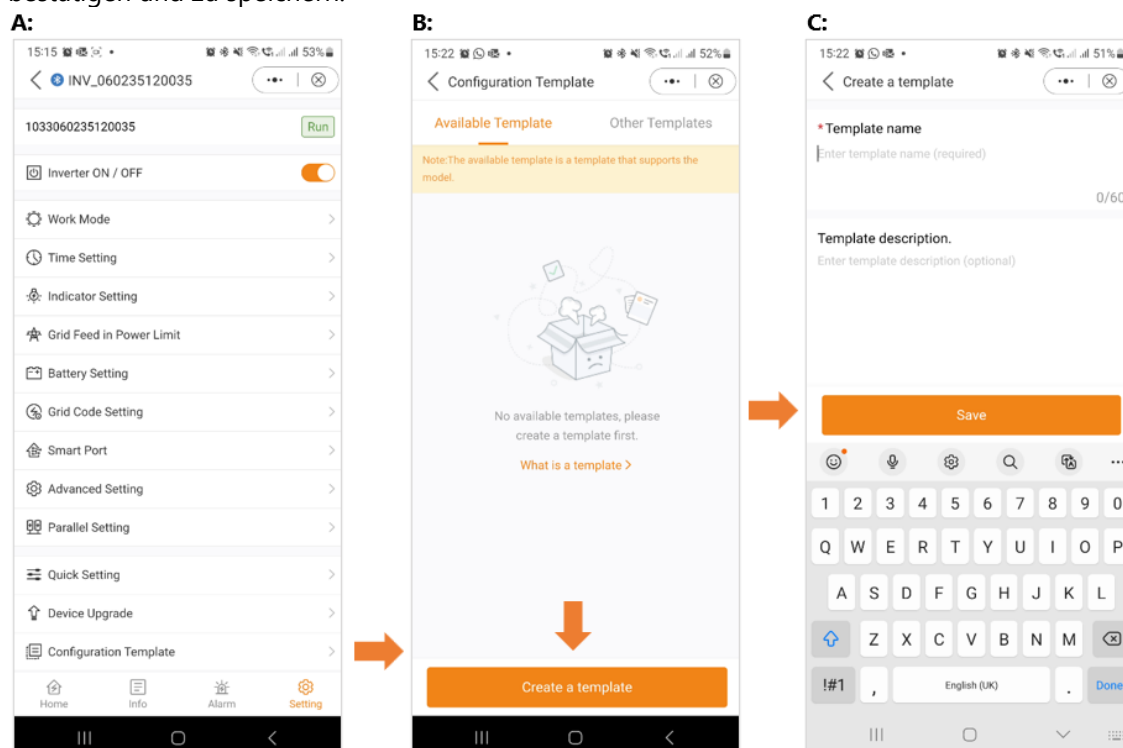 bestätigen und zu speichern.
A:
15:15 53%
INV_060235120035
1033060235120035 Run
Inverter ON / OFF
Work Mode
Time Setting
Indicator Setting
Grid Feed in Power Limit
Battery Setting
Grid Code Setting
Smart Port
Advanced Setting
Parallel Setting
Quick Setting
Device Upgrade
Configuration Template
Home Info Alarm Setting
B:
15:22 52%
Configuration Template
Available Template Other Templates
Note:The available template is a template that supports the
model.
No available templates, please
create a template first.
What is a template >
Create a template
C:
15:22 51%
Create a template
*Template name
Enter template name (required)
0/60
Template description.
Enter template description (optional)
Save
1 2 3 4 5 6 7 8 9 0
Q W E R T Y U I O P
A S D F G H J K L
Z X C V B N M
!#1 , English (UK) . Done